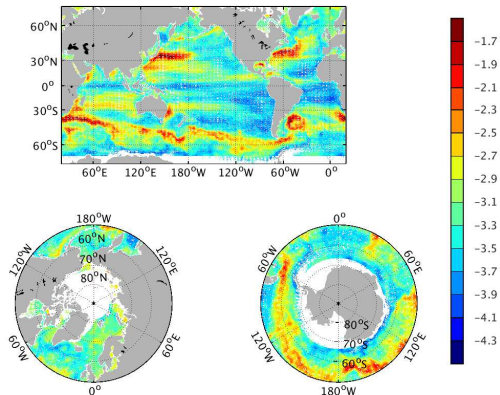 60°N
30°N
0°
30°S
60°S
60°E 120°E 180°W 120°W 60°W 0°
−1.7
−1.9
−2.1
−2.3
−2.5
−2.7
−2.9
−3.1
−3.3
−3.5
−3.7
−3.9
−4.1
−4.3
180°W
120°W
120°E
60°W
60°E
0°
60°N
70°N
80°N
0°
60°W
60°E
120°W
120°E
180°W
80°S
70°S
60°S